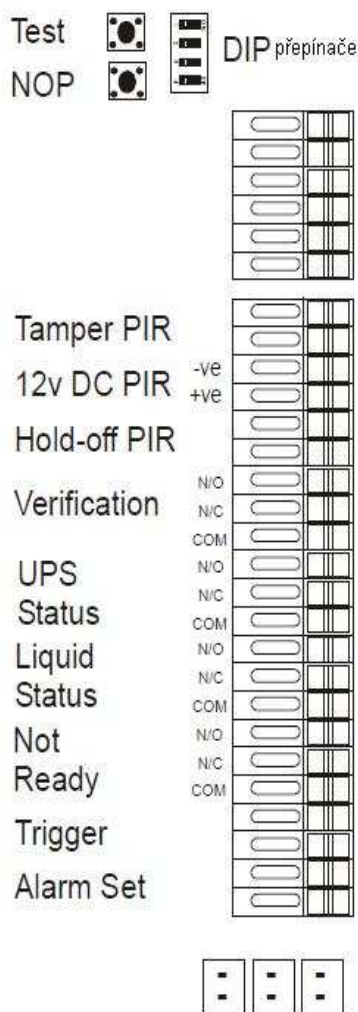 Test
DIP přepínače
NOP
Tamper PIR
12v DC PIR
-ve
+ve
Hold-off PIR
Verification
N/O
N/C
COM
UPS
Status
N/O
N/C
COM
Liquid
Status
N/O
N/C
COM
Not
Ready
N/O
N/C
COM
Trigger
Alarm Set